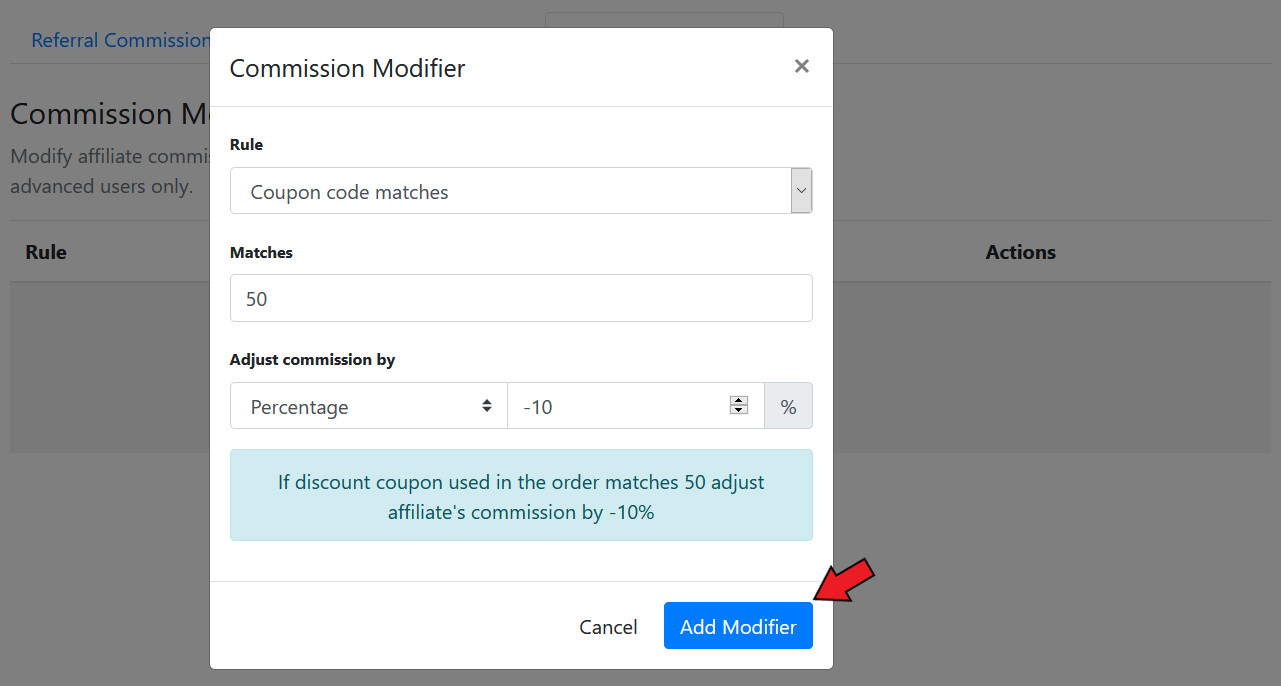 Referral Commission
Commission Modifier
×
Commission M
Modify affiliate commis
advanced users only.
Rule
Actions
Rule
Coupon code matches
Matches
50
Adjust commission by
Percentage
-10
%
If discount coupon used in the order matches 50 adjust
affiliate's commission by -10%
Cancel
Add Modifier